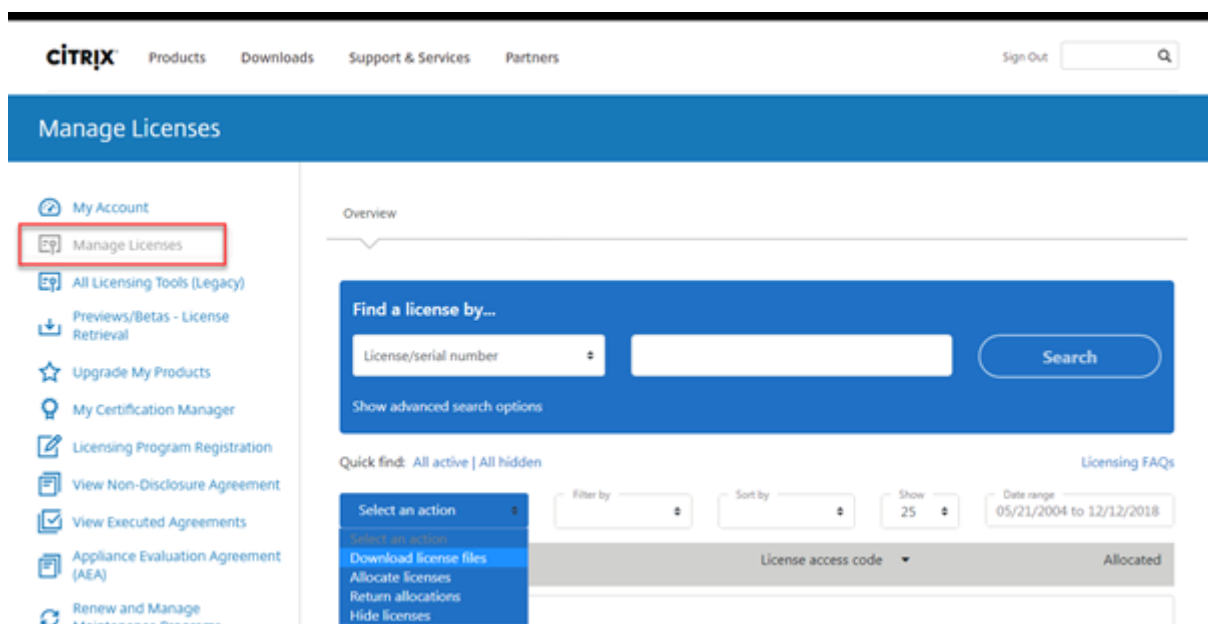 CİTRIX Products Downloads Support & Services Partners Sign Out
Manage Licenses
My Account
Manage Licenses
All Licensing Tools (Legacy)
Previews/Betas - License
Retrieval
Upgrade My Products
My Certification Manager
Licensing Program Registration
View Non-Disclosure Agreement
View Executed Agreements
Appliance Evaluation Agreement
(AEA)
Renew and Manage
Maintenance Programs
Overview
Find a license by...
License/serial number Search
Show advanced search options
Quick find: All active | All hidden Licensing FAQs
Filter by Sort by Show Date range
Select an action 25 05/21/2004 to 12/12/2018
Select an action
Download license files
Allocate licenses
Return allocations
Hide licenses
License access code Allocated